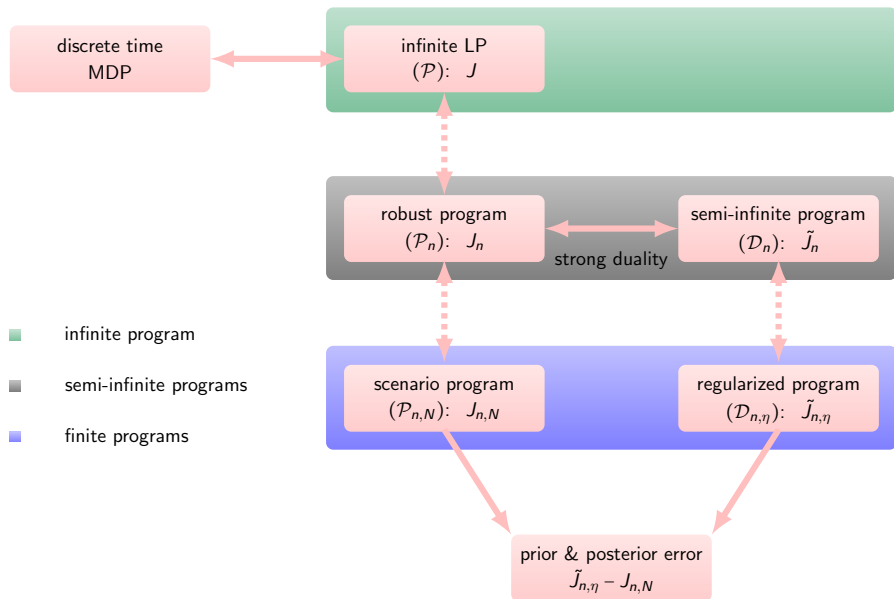 discrete time
MDP
infinite LP
(𝒫): J
robust program
(𝒫ₙ): Jₙ
semi-infinite program
(𝒟ₙ): J̃ₙ
strong duality
infinite program
semi-infinite programs
finite programs
scenario program
(𝒫n,N): Jn,N
regularized program
(𝒟n,η): J̃n,η
prior & posterior error
J̃n,η – Jn,N